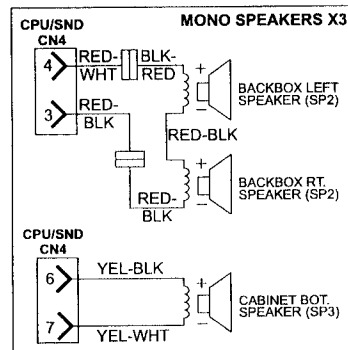 MONO SPEAKERS X3
CPU/SND
CN4
4
RED-
WHT
BLK-
RED
3
RED-
BLK
+
−
BACKBOX LEFT
SPEAKER (SP2)
RED-BLK
RED-
BLK
+
−
BACKBOX RT.
SPEAKER (SP2)
CPU/SND
CN4
6
YEL-BLK
7
YEL-WHT
+
−
CABINET BOT.
SPEAKER (SP3)